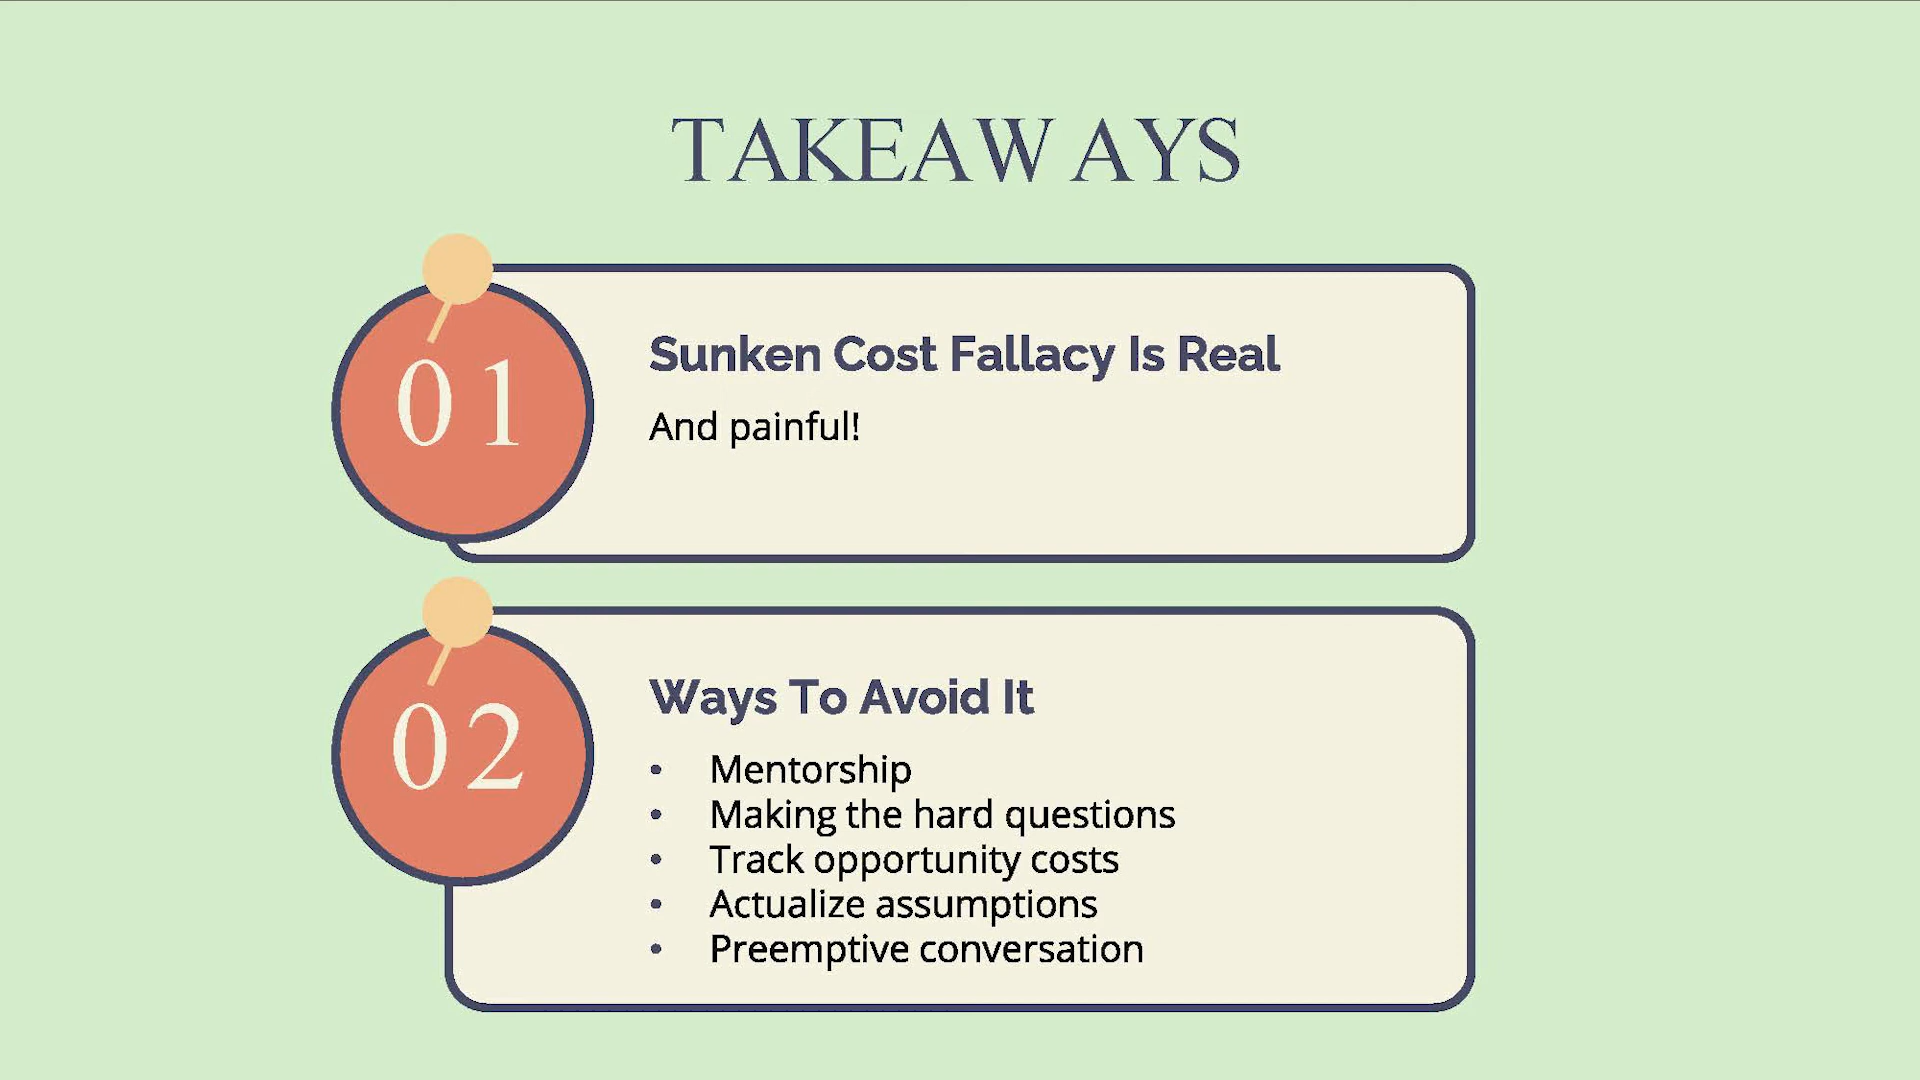 TAKEAWAYS
01
Sunken Cost Fallacy Is Real
And painful!
02
Ways To Avoid It
• Mentorship
• Making the hard questions
• Track opportunity costs
• Actualize assumptions
• Preemptive conversation